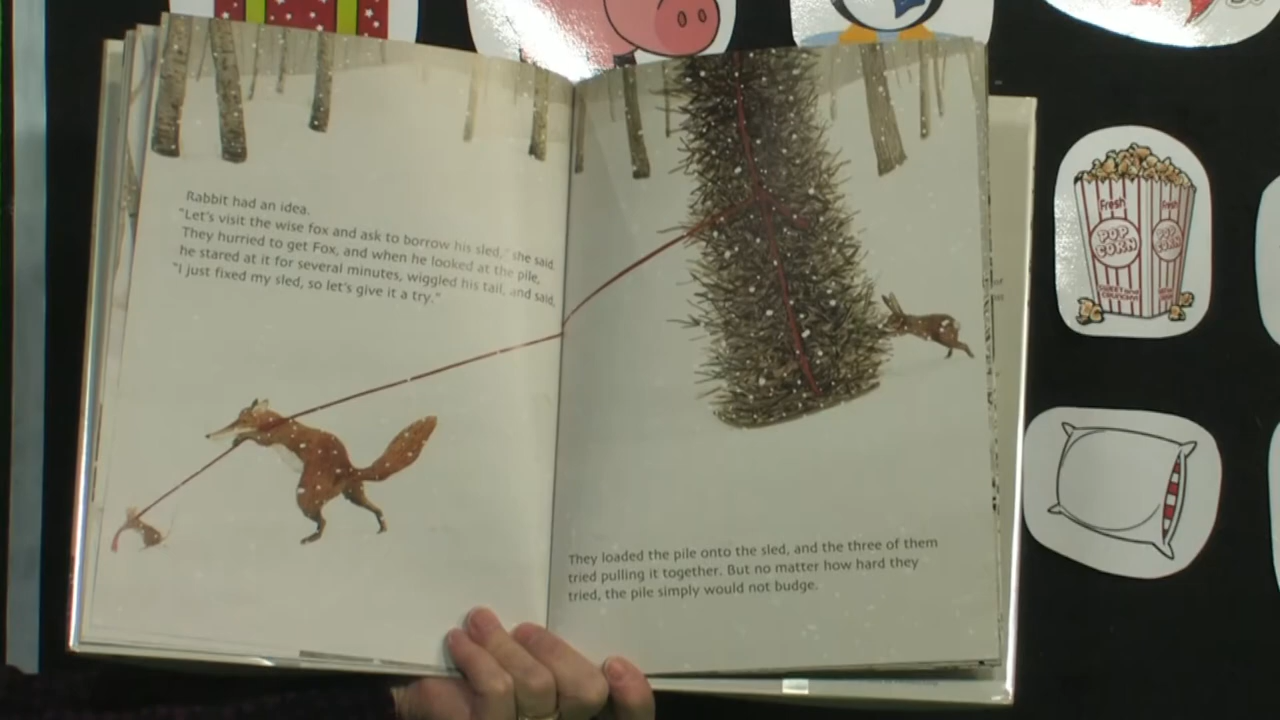 Rabbit had an idea.
"Let's visit the wise fox and ask to borrow his sled," she said.
They hurried to get Fox, and when he looked at the pile,
he stared at it for several minutes, wiggled his tail, and said,
"I just fixed my sled, so let's give it a try."
They loaded the pile onto the sled, and the three of them
tried pulling it together. But no matter how hard they
tried, the pile simply would not budge.
Fresh Fresh
POP CORN POP CORN
SWEET and CRUNCHY